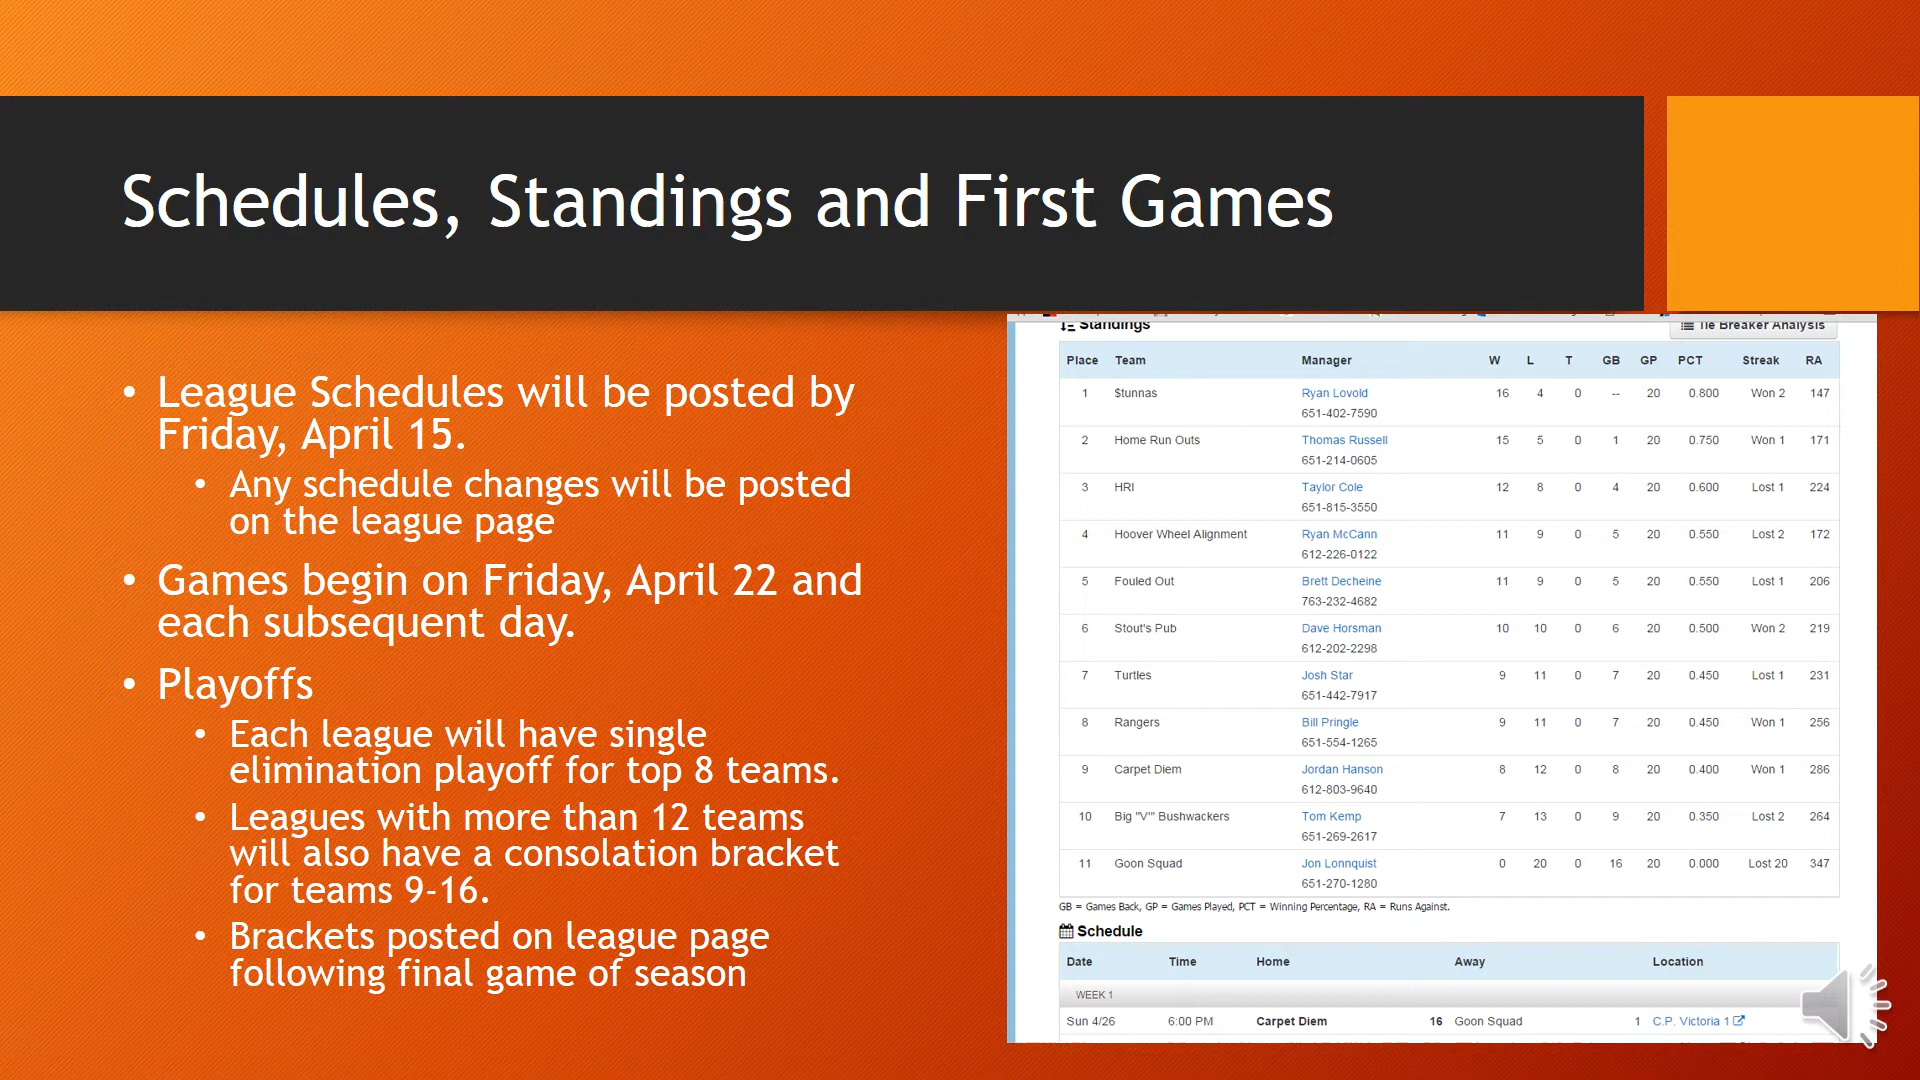 Schedules, Standings and First Games
• League Schedules will be posted by
Friday, April 15.
• Any schedule changes will be posted
on the league page
• Games begin on Friday, April 22 and
each subsequent day.
• Playoffs
• Each league will have single
elimination playoff for top 8 teams.
• Leagues with more than 12 teams
will also have a consolation bracket
for teams 9-16.
• Brackets posted on league page
following final game of season
Standings
Tie Breaker Analysis
Place Team Manager W L T GB GP PCT Streak RA
1 $tunnas Ryan Lovold 16 4 0 -- 20 0.800 Won 2 147
651-402-7590
2 Home Run Outs Thomas Russell 15 5 0 1 20 0.750 Won 1 171
651-214-0605
3 HRI Taylor Cole 12 8 0 4 20 0.600 Lost 1 224
651-815-3550
4 Hoover Wheel Alignment Ryan McCann 11 9 0 5 20 0.550 Lost 2 172
612-226-0122
5 Fouled Out Brett Decheine 11 9 0 5 20 0.550 Lost 1 206
763-232-4682
6 Stout's Pub Dave Horsman 10 10 0 6 20 0.500 Won 2 219
612-202-2298
7 Turtles Josh Star 9 11 0 7 20 0.450 Lost 1 231
651-442-7917
8 Rangers Bill Pringle 9 11 0 7 20 0.450 Won 1 256
651-554-1265
9 Carpet Diem Jordan Hanson 8 12 0 8 20 0.400 Won 1 286
612-803-9640
10 Big "V'" Bushwackers Tom Kemp 7 13 0 9 20 0.350 Lost 2 264
651-269-2617
11 Goon Squad Jon Lonnquist 0 20 0 16 20 0.000 Lost 20 347
651-270-1280
GB = Games Back, GP = Games Played, PCT = Winning Percentage, RA = Runs Against.
Schedule
Date Time Home Away Location
WEEK 1
Sun 4/26 6:00 PM Carpet Diem 16 Goon Squad 1 C.P. Victoria 1